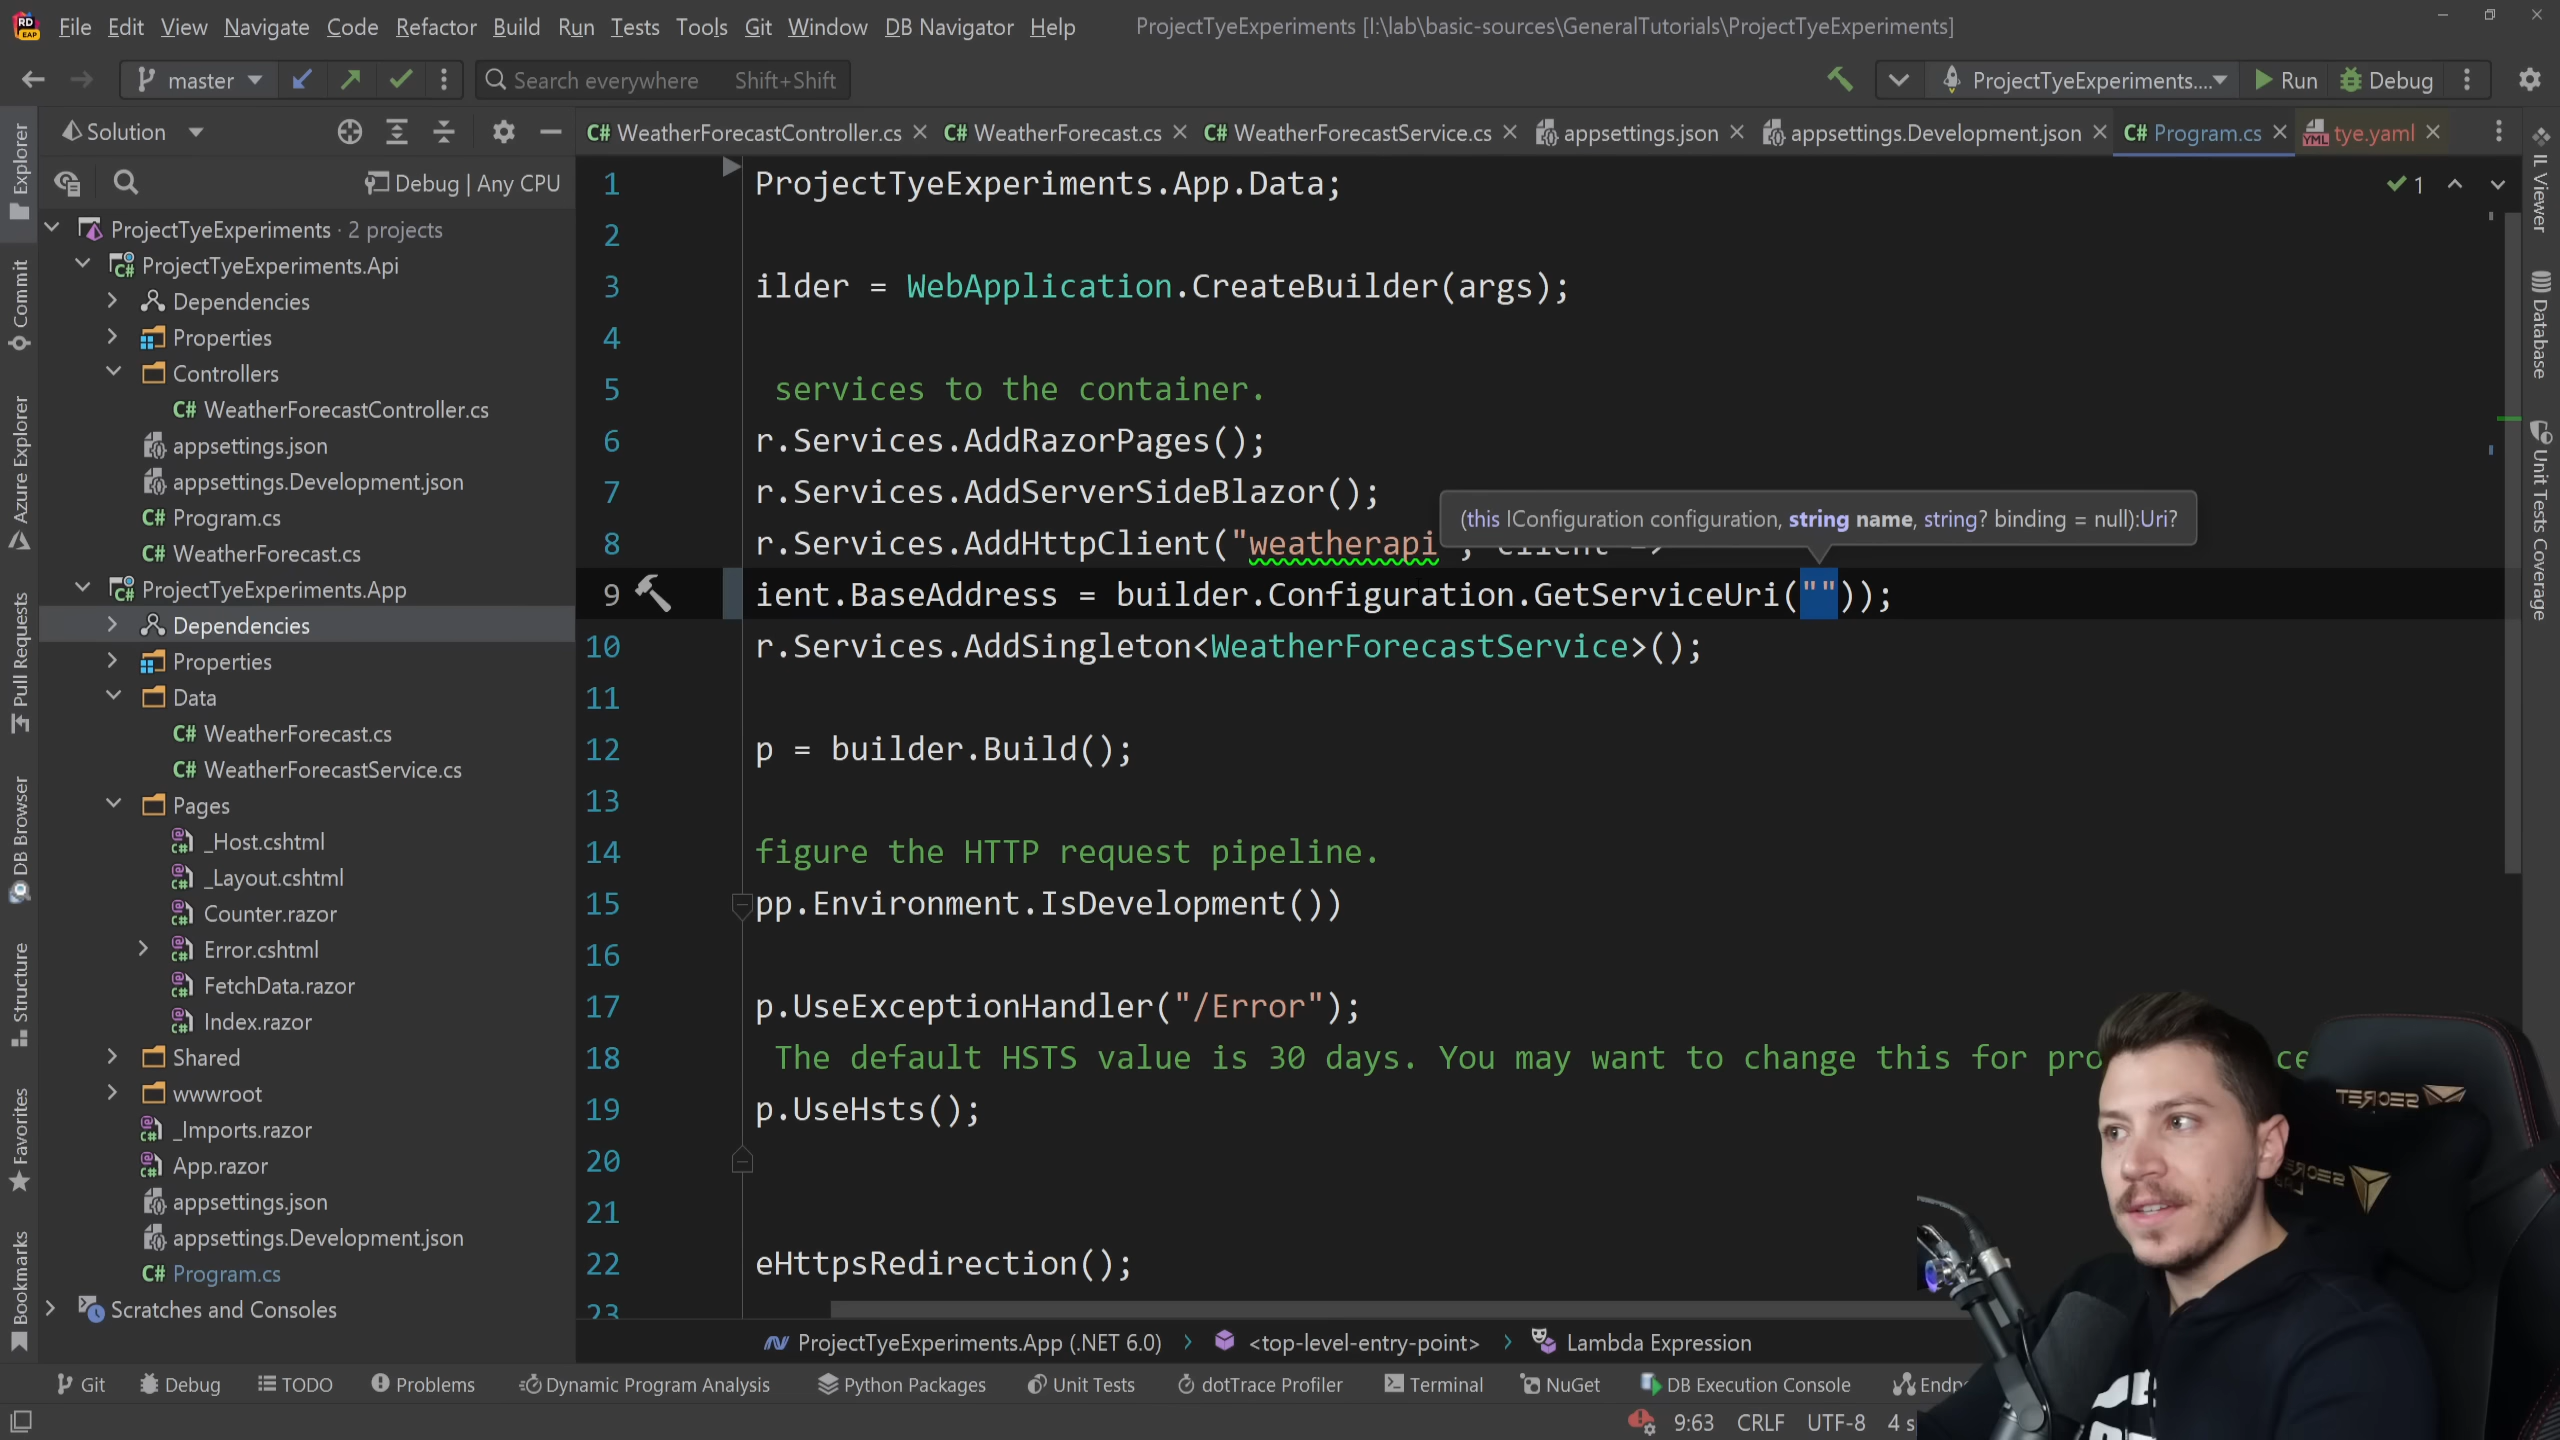 File Edit View Navigate Code Refactor Build Run Tests Tools Git Window DB Navigator Help ProjectTyeExperiments [I:\lab\basic-sources\GeneralTutorials\ProjectTyeExperiments]
master Search everywhere Shift+Shift ProjectTyeExperiments.... Run Debug
Solution
WeatherForecastController.cs WeatherForecast.cs WeatherForecastService.cs appsettings.json appsettings.Development.json Program.cs tye.yaml
Debug | Any CPU
ProjectTyeExperiments · 2 projects
ProjectTyeExperiments.Api
Dependencies
Properties
Controllers
C# WeatherForecastController.cs
appsettings.json
appsettings.Development.json
C# Program.cs
C# WeatherForecast.cs
ProjectTyeExperiments.App
Dependencies
Properties
Data
C# WeatherForecast.cs
C# WeatherForecastService.cs
Pages
_Host.cshtml
_Layout.cshtml
Counter.razor
Error.cshtml
FetchData.razor
Index.razor
Shared
wwwroot
_Imports.razor
App.razor
appsettings.json
appsettings.Development.json
C# Program.cs
Scratches and Consoles
Explorer
Commit
Azure Explorer
Pull Requests
DB Browser
Structure
Favorites
Bookmarks
1 ProjectTyeExperiments.App.Data;
2
3 ilder = WebApplication.CreateBuilder(args);
4
5 services to the container.
6 r.Services.AddRazorPages();
7 r.Services.AddServerSideBlazor();
(this IConfiguration configuration, string name, string? binding = null):Uri?
8 r.Services.AddHttpClient("weatherapi", client =>
9 ient.BaseAddress = builder.Configuration.GetServiceUri(""));
10 r.Services.AddSingleton<WeatherForecastService>();
11
12 p = builder.Build();
13
14 figure the HTTP request pipeline.
15 pp.Environment.IsDevelopment())
16
17 p.UseExceptionHandler("/Error");
18 The default HSTS value is 30 days. You may want to change this for pro
19 p.UseHsts();
20
21
22 eHttpsRedirection();
23
1
IL Viewer
Database
Unit Tests Coverage
SECRET
SECRET
ProjectTyeExperiments.App (.NET 6.0) <top-level-entry-point> Lambda Expression
Git Debug TODO Problems Dynamic Program Analysis Python Packages Unit Tests dotTrace Profiler Terminal NuGet DB Execution Console Endp
9:63 CRLF UTF-8 4 s